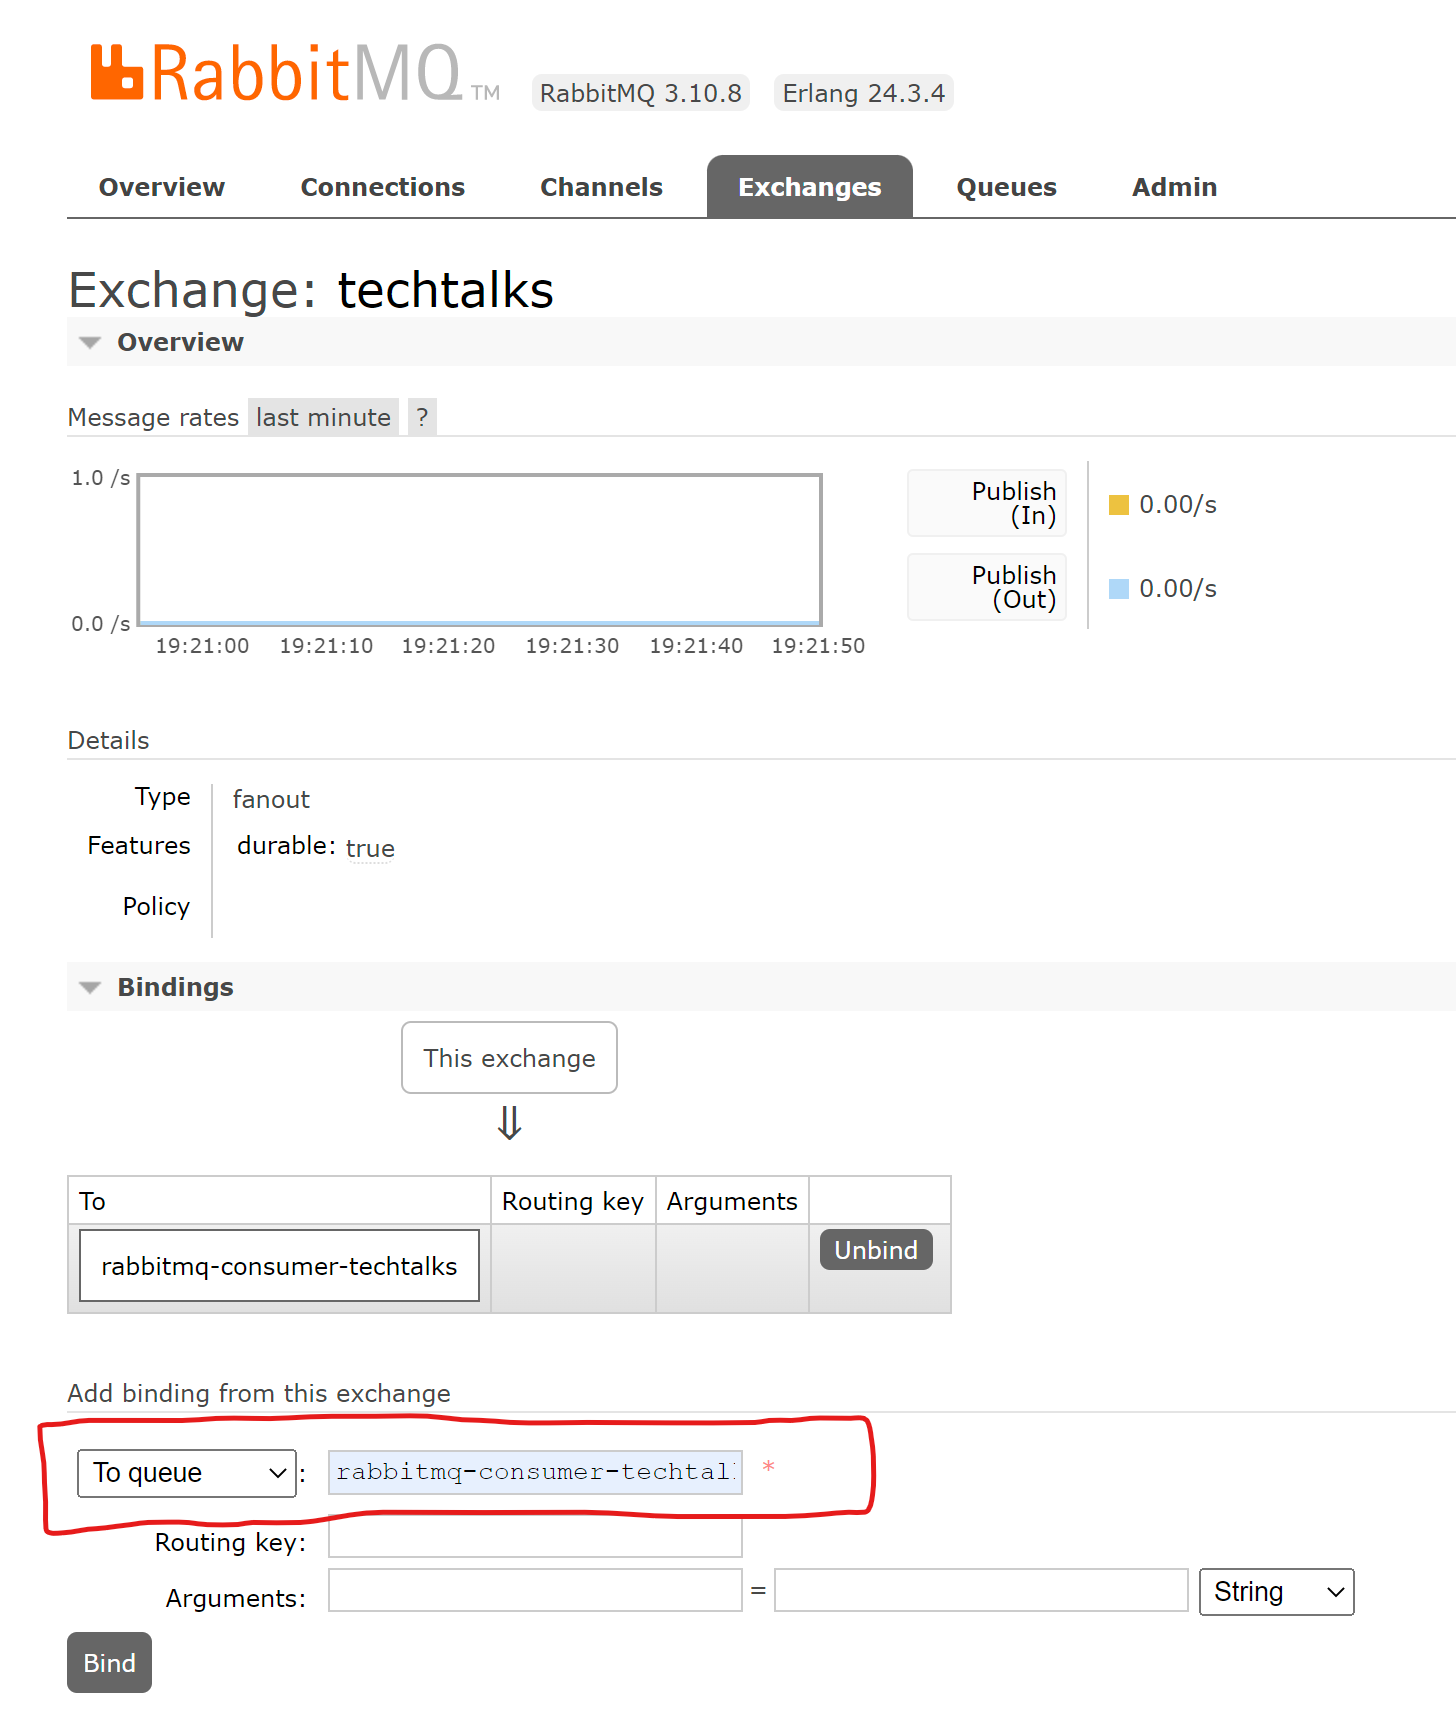 RabbitMQ TM RabbitMQ 3.10.8 Erlang 24.3.4
Overview Connections Channels Exchanges Queues Admin
Exchange: techtalks
Overview
Message rates last minute ?
1.0 /s
0.0 /s
19:21:00 19:21:10 19:21:20 19:21:30 19:21:40 19:21:50
Publish
(In)
0.00/s
Publish
(Out)
0.00/s
Details
Type fanout
Features durable: true
Policy
Bindings
This exchange
⇓
To Routing key Arguments
rabbitmq-consumer-techtalks Unbind
Add binding from this exchange
To queue : rabbitmq-consumer-techtal *
Routing key:
Arguments: = String
Bind